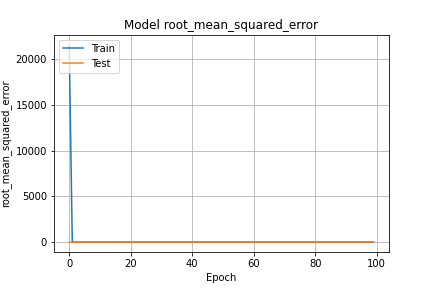 Model root_mean_squared_error
Train
Test
20000
15000
10000
5000
0
root_mean_squared_error
0 20 40 60 80 100
Epoch